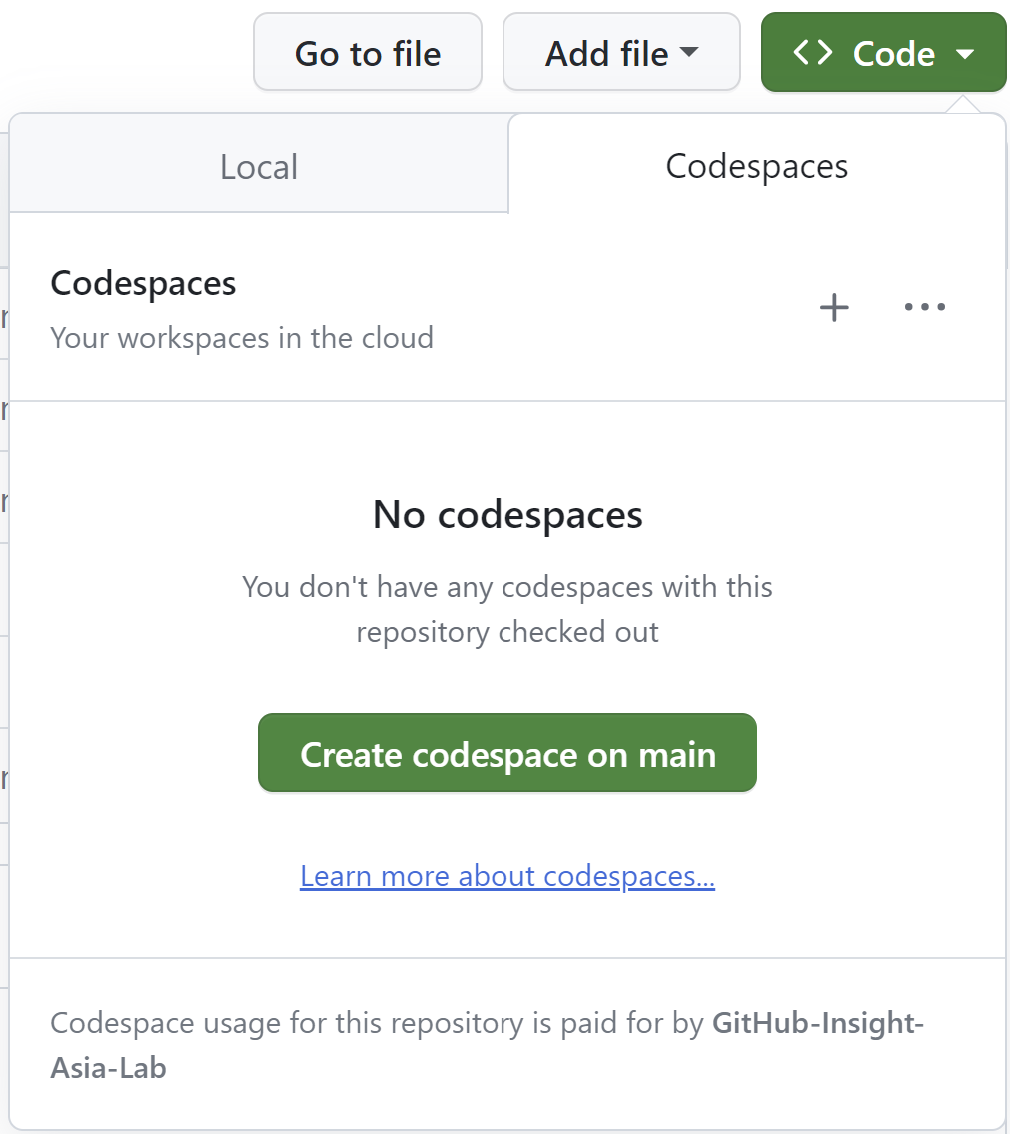 Go to file
Add file
<> Code
Local
Codespaces
Codespaces
Your workspaces in the cloud
No codespaces
You don't have any codespaces with this
repository checked out
Create codespace on main
Learn more about codespaces...
Codespace usage for this repository is paid for by GitHub-Insight-
Asia-Lab